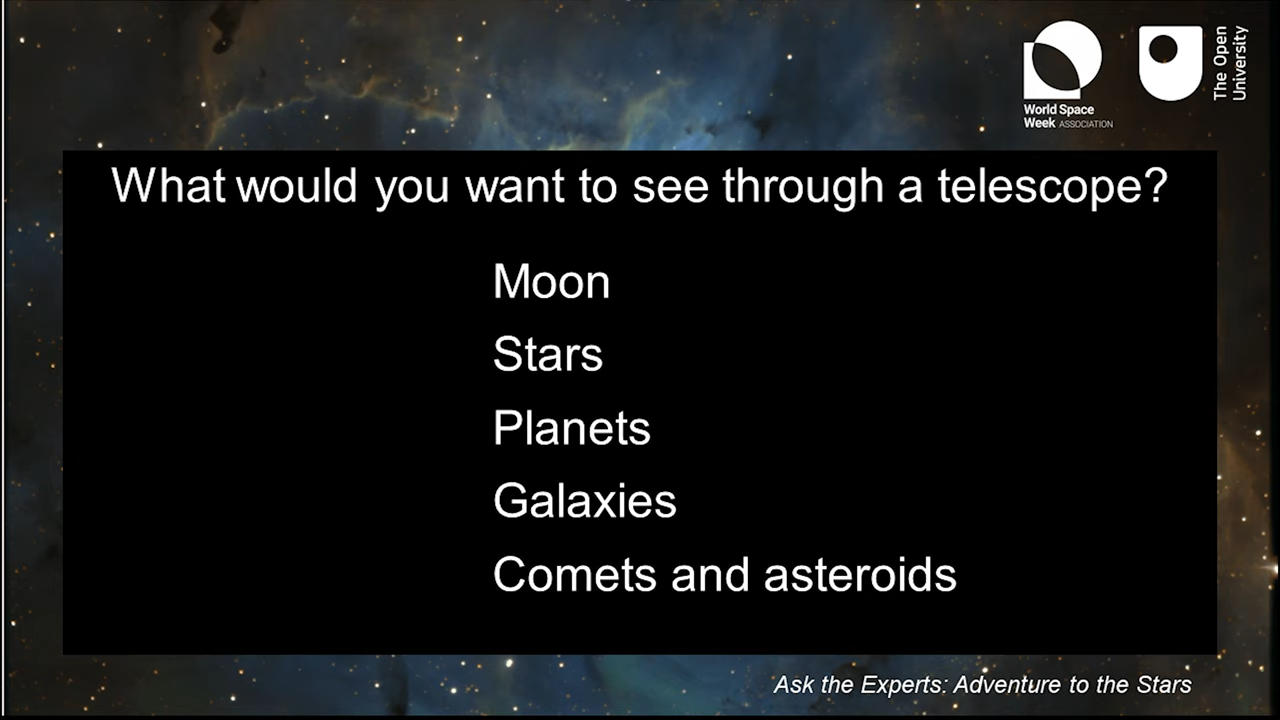 World Space
Week ASSOCIATION
The Open
University
What would you want to see through a telescope?
Moon
Stars
Planets
Galaxies
Comets and asteroids
Ask the Experts: Adventure to the Stars